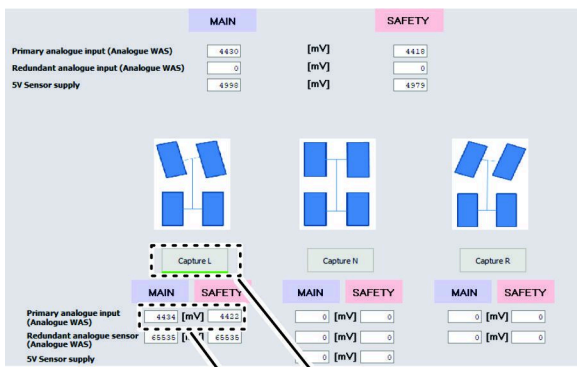 MAIN SAFETY
Primary analogue input (Analogue WAS) 4430 [mV] 4418
Redundant analogue input (Analogue WAS) 0 [mV] 0
5V Sensor supply 4998 [mV] 4979
Capture L Capture N Capture R
MAIN SAFETY MAIN SAFETY MAIN SAFETY
Primary analogue input
(Analogue WAS) 4434 [mV] 4422 0 [mV] 0 0 [mV] 0
Redundant analogue sensor
(Analogue WAS) 65535 [mV] 65535 0 [mV] 0 0 [mV] 0
5V Sensor supply 0 [mV] 0